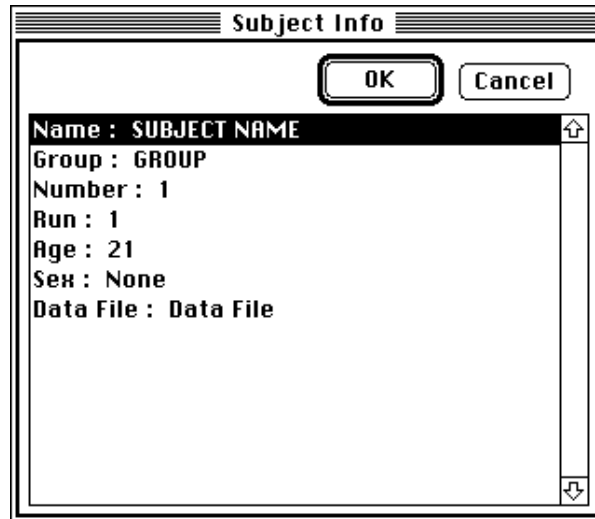 Subject Info
OK Cancel
Name : SUBJECT NAME
Group : GROUP
Number : 1
Run : 1
Age : 21
Sex : None
Data File : Data File